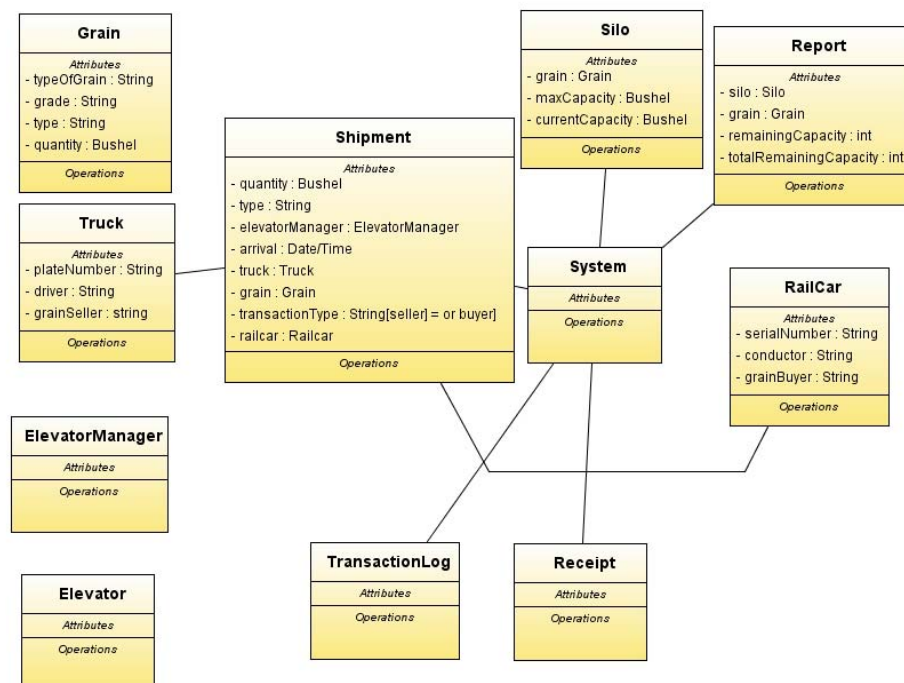 Grain
Attributes
- typeOfGrain : String
- grade : String
- type : String
- quantity : Bushel
Operations
Truck
Attributes
- plateNumber : String
- driver : String
- grainSeller : string
Operations
Shipment
Attributes
- quantity : Bushel
- type : String
- elevatorManager : ElevatorManager
- arrival : Date/Time
- truck : Truck
- grain : Grain
- transactionType : String[seller] = or buyer]
- railcar : Railcar
Operations
Silo
Attributes
- grain : Grain
- maxCapacity : Bushel
- currentCapacity : Bushel
Operations
Report
Attributes
- silo : Silo
- grain : Grain
- remainingCapacity : int
- totalRemainingCapacity : int
Operations
System
Attributes
Operations
RailCar
Attributes
- serialNumber : String
- conductor : String
- grainBuyer : String
Operations
ElevatorManager
Attributes
Operations
Elevator
Attributes
Operations
TransactionLog
Attributes
Operations
Receipt
Attributes
Operations